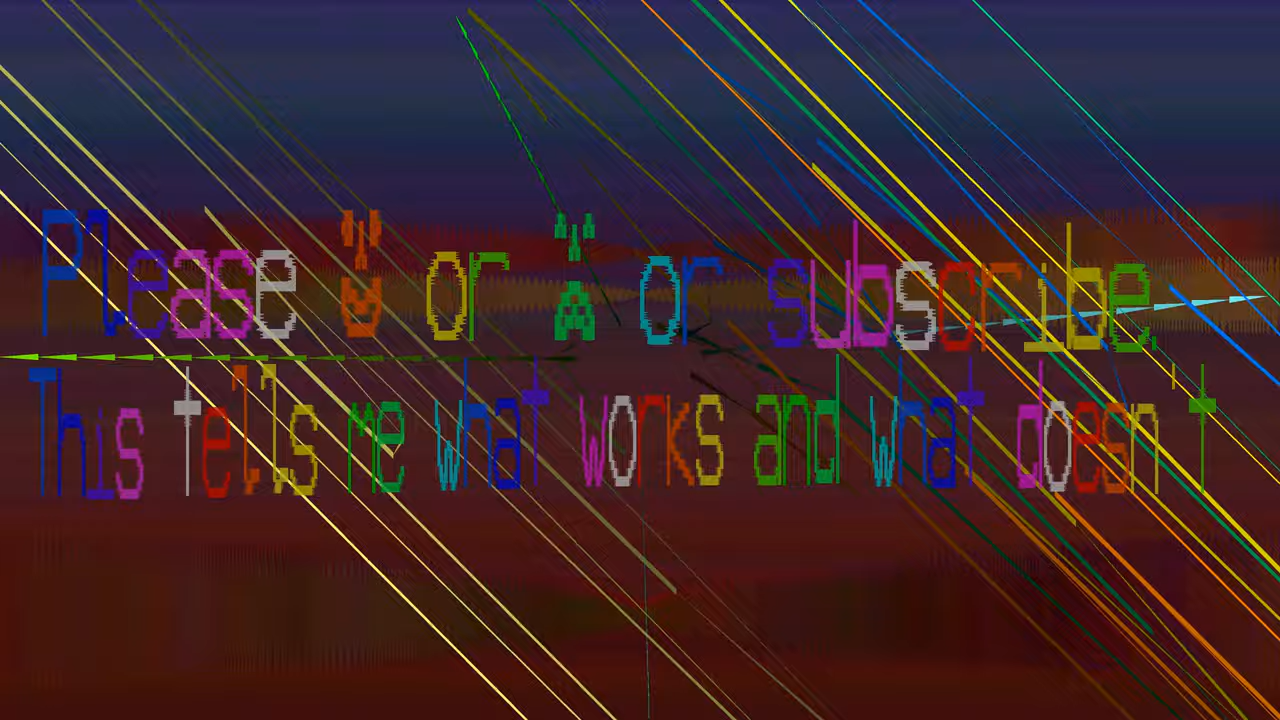 Please or or subscribe.
This tells me what works and what doesn't